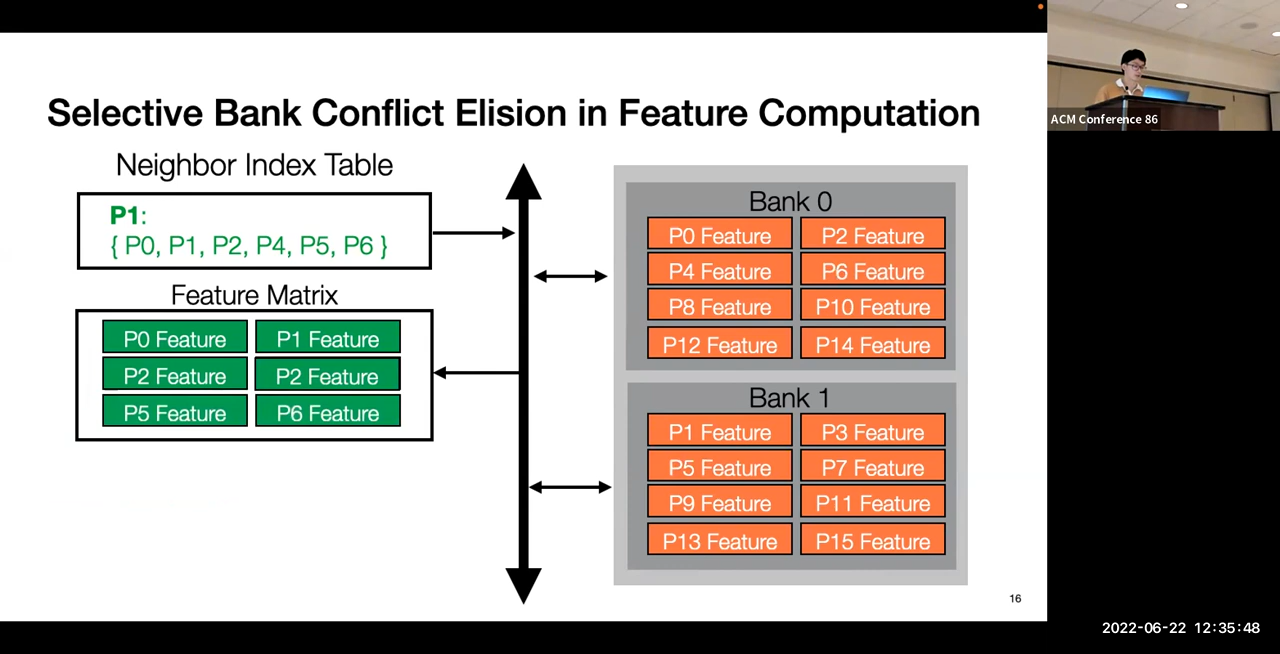 Selective Bank Conflict Elision in Feature Computation
Neighbor Index Table
P1:
{ P0, P1, P2, P4, P5, P6 }
Feature Matrix
P0 Feature P1 Feature
P2 Feature P2 Feature
P5 Feature P6 Feature
Bank 0
P0 Feature P2 Feature
P4 Feature P6 Feature
P8 Feature P10 Feature
P12 Feature P14 Feature
Bank 1
P1 Feature P3 Feature
P5 Feature P7 Feature
P9 Feature P11 Feature
P13 Feature P15 Feature
16
ACM Conference 86
2022-06-22 12:35:48